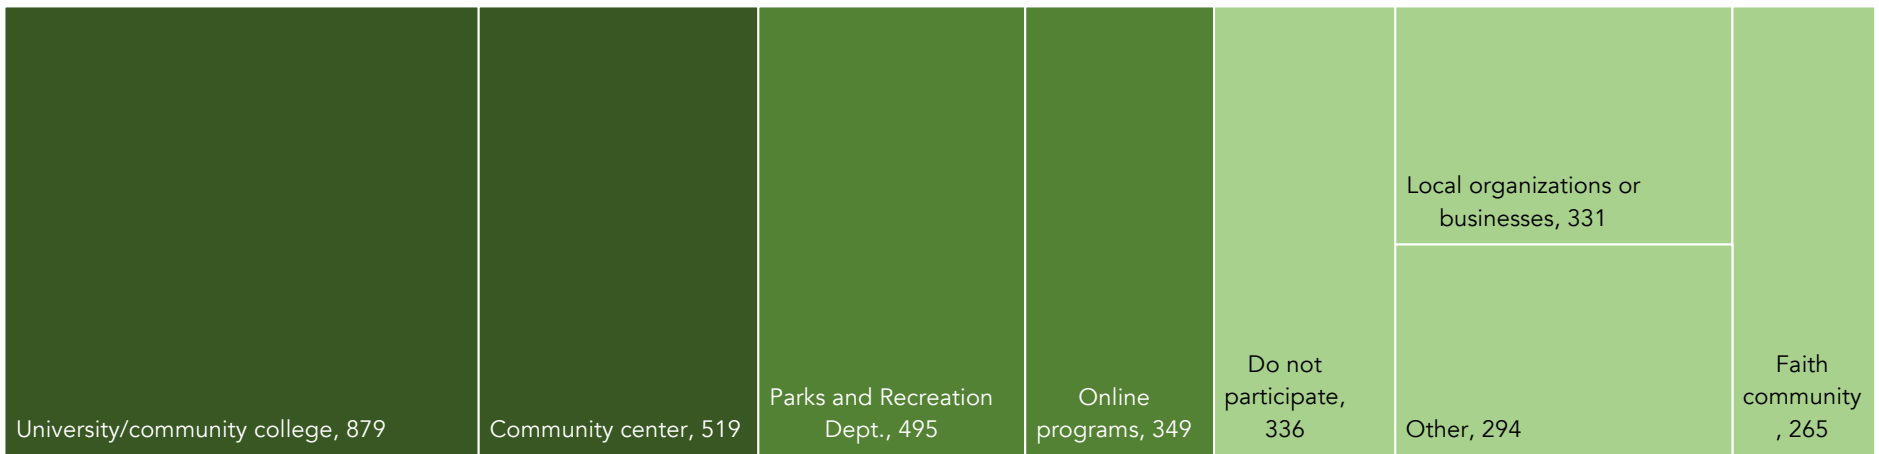 University/community college, 879
Community center, 519
Parks and Recreation
Dept., 495
Online
programs, 349
Do not
participate,
336
Local organizations or
businesses, 331
Other, 294
Faith
community
, 265